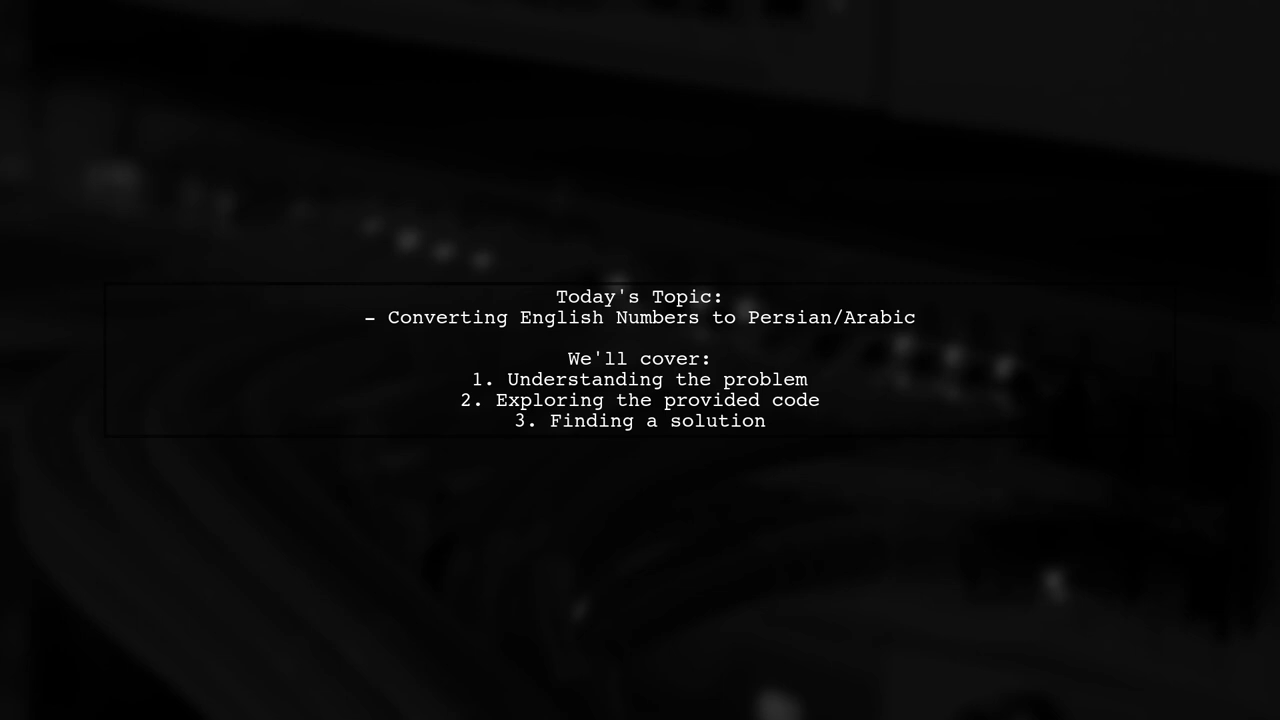 Today's Topic:
- Converting English Numbers to Persian/Arabic
We'll cover:
1. Understanding the problem
2. Exploring the provided code
3. Finding a solution